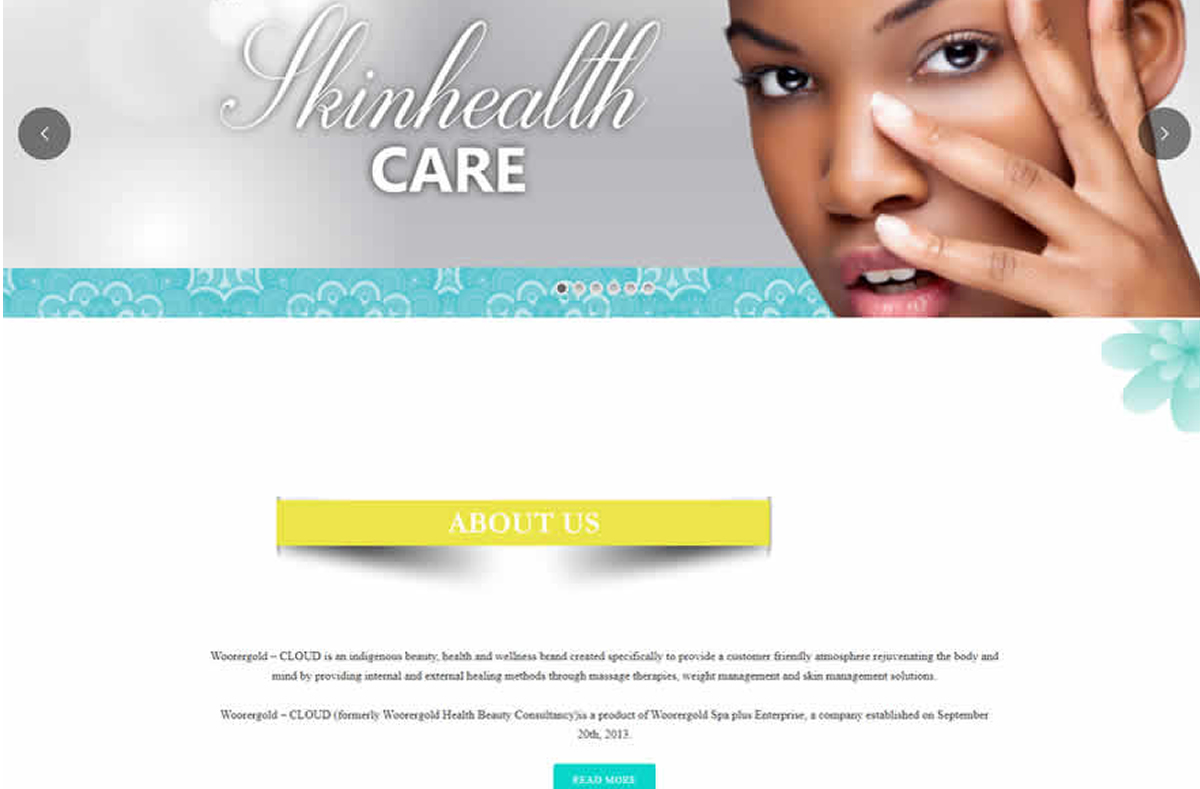 Skinhealth
CARE
ABOUT US
Woorergold – CLOUD is an indigenous beauty, health and wellness brand created specifically to provide a customer friendly atmosphere rejuvenating the body and
mind by providing internal and external healing methods through massage therapies, weight management and skin management solutions.
Woorergold – CLOUD (formerly Woorergold Health Beauty Consultancy)is a product of Woorergold Spa plus Enterprise, a company established on September
20th, 2013.
READ MORE